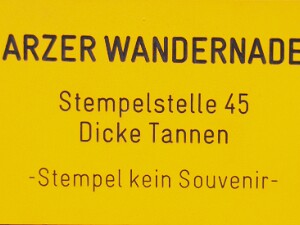 ARZER WANDERNADE
Stempelstelle 45
Dicke Tannen
-Stempel kein Souvenir-